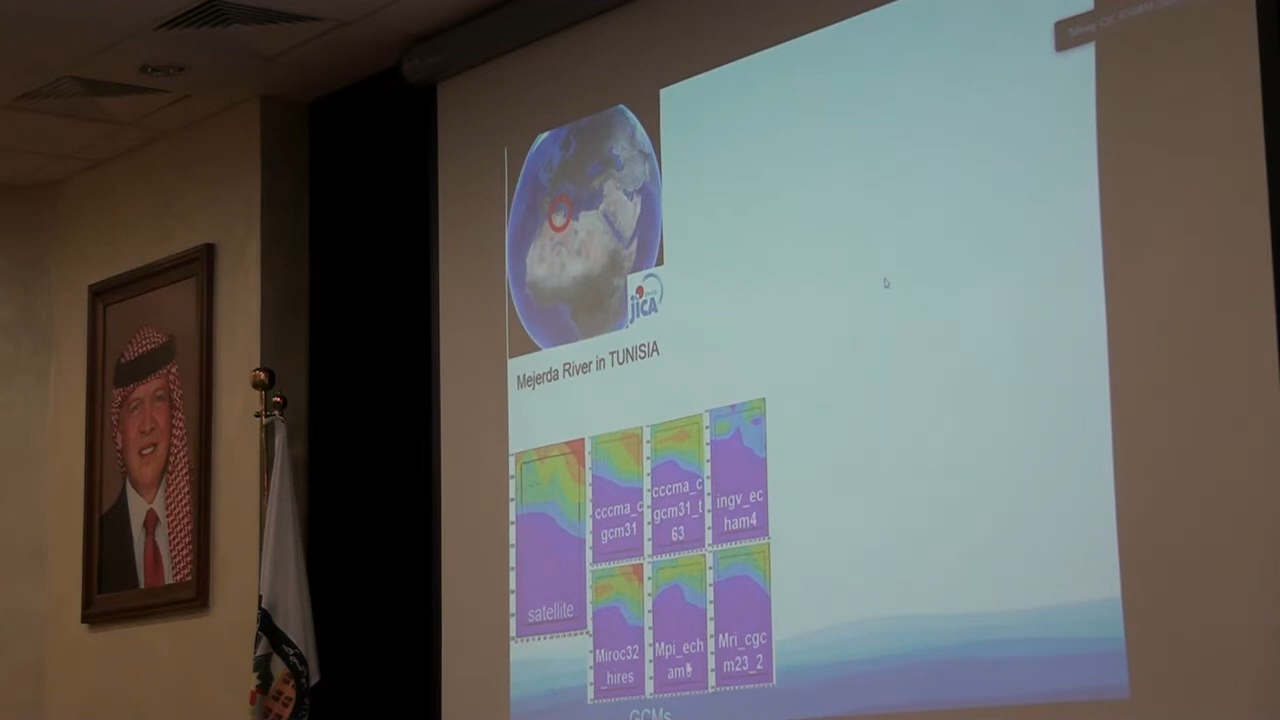 JICA
Mejerda River in TUNISIA
satellite
cccma_c
gcm31
cccma_c
gcm31_t
63
ingv_ec
ham4
Miroc32
_hires
Mpi_ech
Mri_cgc
m23_2
GCMs